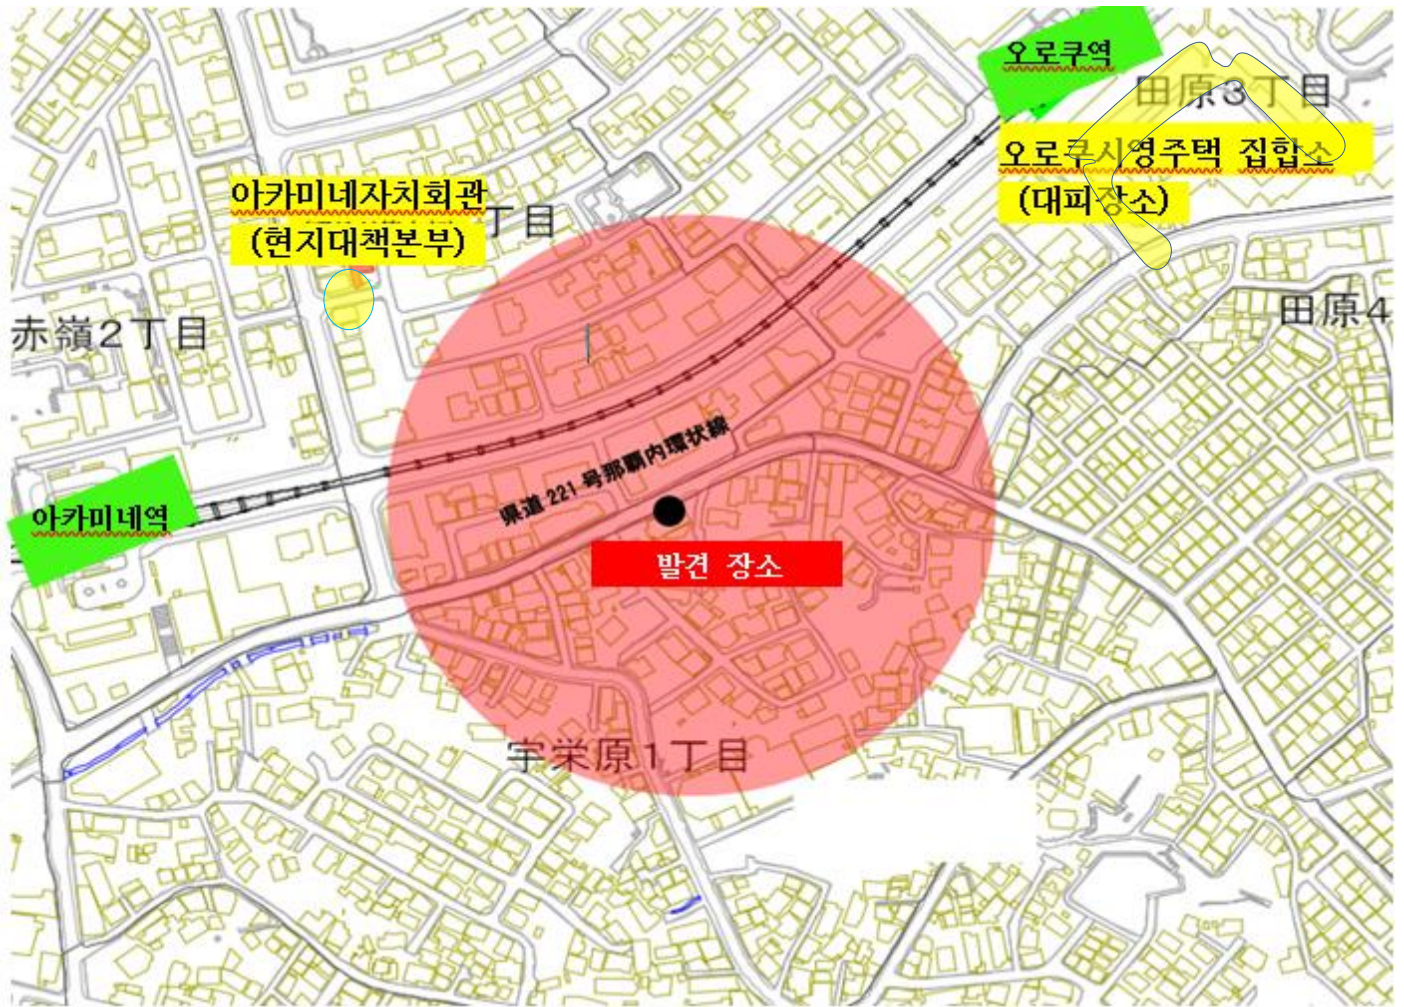 오로쿠역
田原3丁目
오로쿠시영주택 집합소
(대피장소)
아카미네자치회관
(현지대책본부)
丁目
赤嶺2丁目
田原4
県道221号那覇内環状線
아카미네역
발견 장소
宇栄原1丁目